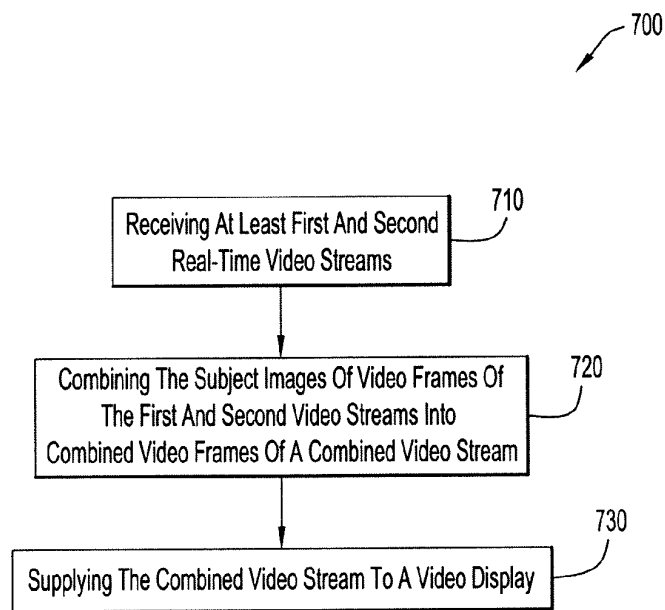 700
710
Receiving At Least First And Second
Real-Time Video Streams
720
Combining The Subject Images Of Video Frames Of
The First And Second Video Streams Into
Combined Video Frames Of A Combined Video Stream
730
Supplying The Combined Video Stream To A Video Display